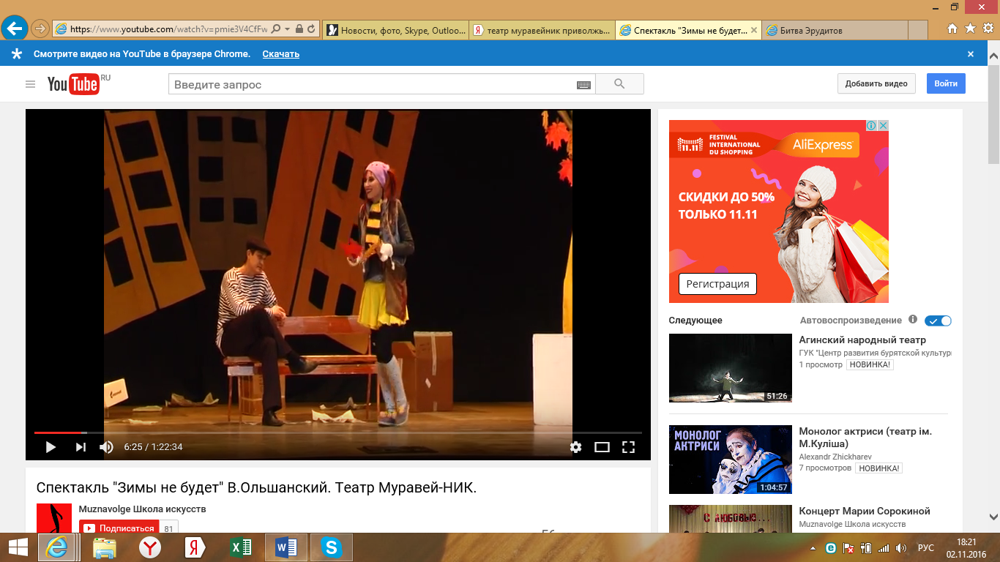 https://www.youtube.com/watch?v=pmie3V4CfFw
Новости, фото, Skype, Outloo...
театр муравейник приволжь...
Спектакль "Зимы не будет...
Битва Эрудитов
Смотрите видео на YouTube в браузере Chrome. Скачать
YouTube RU
Введите запрос
Добавить видео
Войти
FESTIVAL
INTERNATIONAL
DU SHOPPING
11.11
AliExpress
СКИДКИ ДО 50%
ТОЛЬКО 11.11
Регистрация
6:25 / 1:22:34
Следующее
Автовоспроизведение
Агинский народный театр
ГУК "Центр развития бурятской культур
1 просмотр НОВИНКА!
51:26
МОНОЛОГ
АКТРИСИ
1:04:57
Монолог актриси (театр ім.
М.Куліша)
Alexandr Zhickharev
7 просмотров НОВИНКА!
С ЛЮБОВЬЮ...
Концерт Марии Сорокиной
Muznavolge Школа искусств
Спектакль "Зимы не будет" В.Ольшанский. Театр Муравей-НИК.
Muznavolge Школа искусств
Подписаться 81
РУС
18:21
02.11.2016